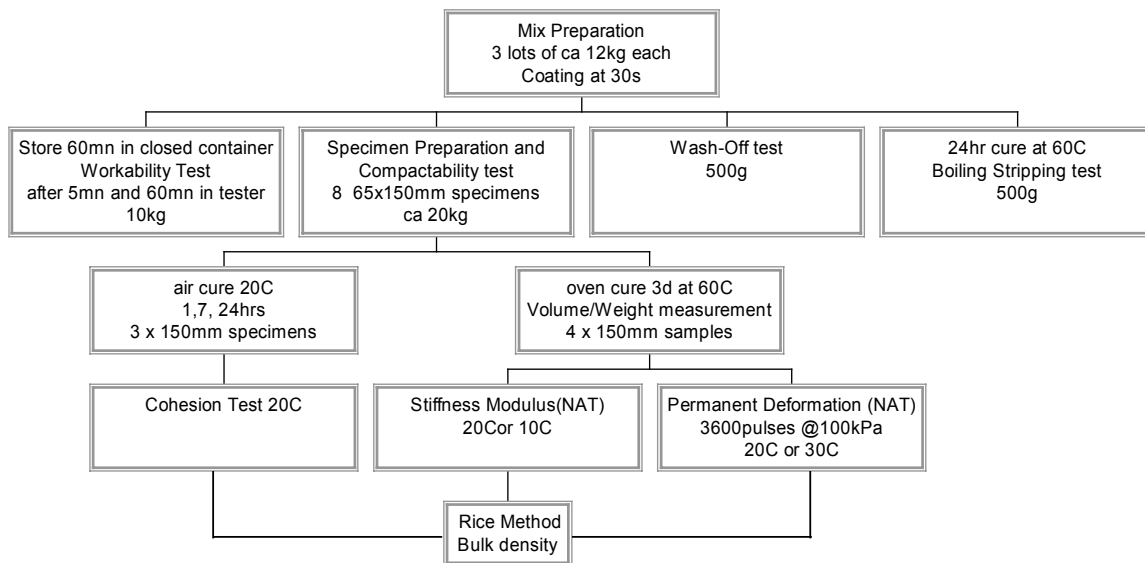 Mix Preparation
3 lots of ca 12kg each
Coating at 30s
Store 60mn in closed container
Workability Test
after 5mn and 60mn in tester
10kg
Specimen Preparation and
Compactability test
8 65x150mm specimens
ca 20kg
Wash-Off test
500g
24hr cure at 60C
Boiling Stripping test
500g
air cure 20C
1,7, 24hrs
3 x 150mm specimens
oven cure 3d at 60C
Volume/Weight measurement
4 x 150mm samples
Cohesion Test 20C
Stiffness Modulus(NAT)
20Cor 10C
Permanent Deformation (NAT)
3600pulses @100kPa
20C or 30C
Rice Method
Bulk density